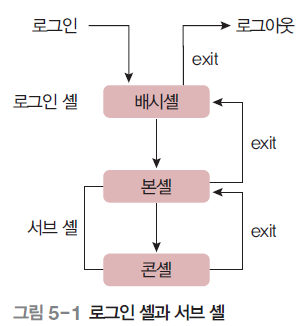 로그인
로그아웃
exit
로그인 셸
배시셸
exit
본셸
서브 셸
exit
콘셸
그림 5-1 로그인 셸과 서브 셸